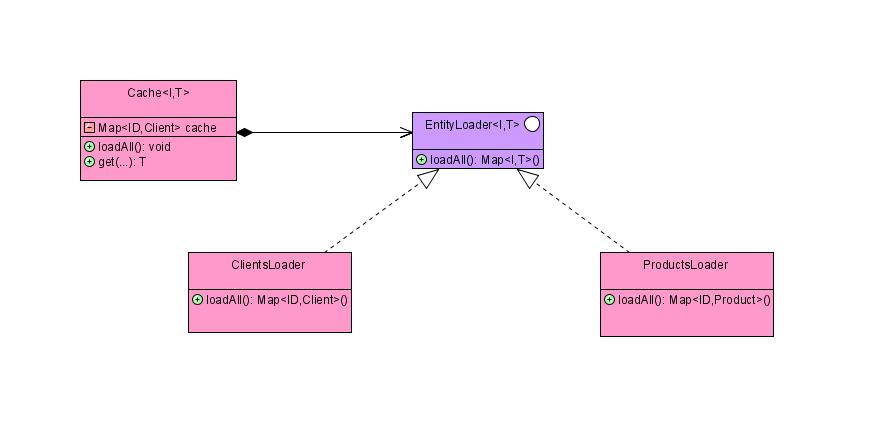 Cache<I,T>
Map<ID,Client> cache
loadAll(): void
get(...): T
EntityLoader<I,T>
loadAll(): Map<I,T>()
ClientsLoader
loadAll(): Map<ID,Client>()
ProductsLoader
loadAll(): Map<ID,Product>()